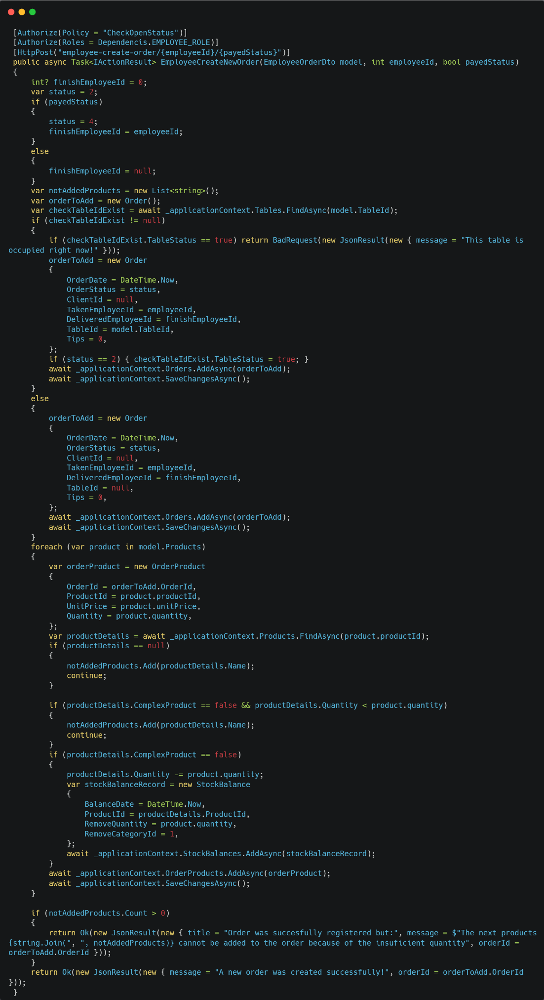 [Authorize(Policy = "CheckOpenStatus")]
[Authorize(Roles = Dependencis.EMPLOYEE_ROLE)]
[HttpPost("employee-create-order/{employeeId}/{payedStatus}")]
public async Task<IActionResult> EmployeeCreateNewOrder(EmployeeOrderDto model, int employeeId, bool payedStatus)
{
    int? finishEmployeeId = 0;
    var status = 2;
    if (payedStatus)
    {
        status = 4;
        finishEmployeeId = employeeId;
    }
    else
    {
        finishEmployeeId = null;
    }
    var notAddedProducts = new List<string>();
    var orderToAdd = new Order();
    var checkTableIdExist = await _applicationContext.Tables.FindAsync(model.TableId);
    if (checkTableIdExist != null)
    {
        if (checkTableIdExist.TableStatus == true) return BadRequest(new JsonResult(new { message = "This table is
occupied right now!" }));
        orderToAdd = new Order
        {
            OrderDate = DateTime.Now,
            OrderStatus = status,
            ClientId = null,
            TakenEmployeeId = employeeId,
            DeliveredEmployeeId = finishEmployeeId,
            TableId = model.TableId,
            Tips = 0,
        };
        if (status == 2) { checkTableIdExist.TableStatus = true; }
        await _applicationContext.Orders.AddAsync(orderToAdd);
        await _applicationContext.SaveChangesAsync();
    }
    else
    {
        orderToAdd = new Order
        {
            OrderDate = DateTime.Now,
            OrderStatus = status,
            ClientId = null,
            TakenEmployeeId = employeeId,
            DeliveredEmployeeId = finishEmployeeId,
            TableId = null,
            Tips = 0,
        };
        await _applicationContext.Orders.AddAsync(orderToAdd);
        await _applicationContext.SaveChangesAsync();
    }
    foreach (var product in model.Products)
    {
        var orderProduct = new OrderProduct
        {
            OrderId = orderToAdd.OrderId,
            ProductId = product.productId,
            UnitPrice = product.unitPrice,
            Quantity = product.quantity,
        };
        var productDetails = await _applicationContext.Products.FindAsync(product.productId);
        if (productDetails == null)
        {
            notAddedProducts.Add(productDetails.Name);
            continue;
        }

        if (productDetails.ComplexProduct == false && productDetails.Quantity < product.quantity)
        {
            notAddedProducts.Add(productDetails.Name);
            continue;
        }
        if (productDetails.ComplexProduct == false)
        {
            productDetails.Quantity -= product.quantity;
            var stockBalanceRecord = new StockBalance
            {
                BalanceDate = DateTime.Now,
                ProductId = productDetails.ProductId,
                RemoveQuantity = product.quantity,
                RemoveCategoryId = 1,
            };
            await _applicationContext.StockBalances.AddAsync(stockBalanceRecord);
        }
        await _applicationContext.OrderProducts.AddAsync(orderProduct);
        await _applicationContext.SaveChangesAsync();
    }

    if (notAddedProducts.Count > 0)
    {
        return Ok(new JsonResult(new { title = "Order was succesfully registered but:", message = $"The next products
{string.Join(", ", notAddedProducts)} cannot be added to the order because of the insuficient quantity", orderId =
orderToAdd.OrderId }));
    }
    return Ok(new JsonResult(new { message = "A new order was created successfully!", orderId = orderToAdd.OrderId
}));
}